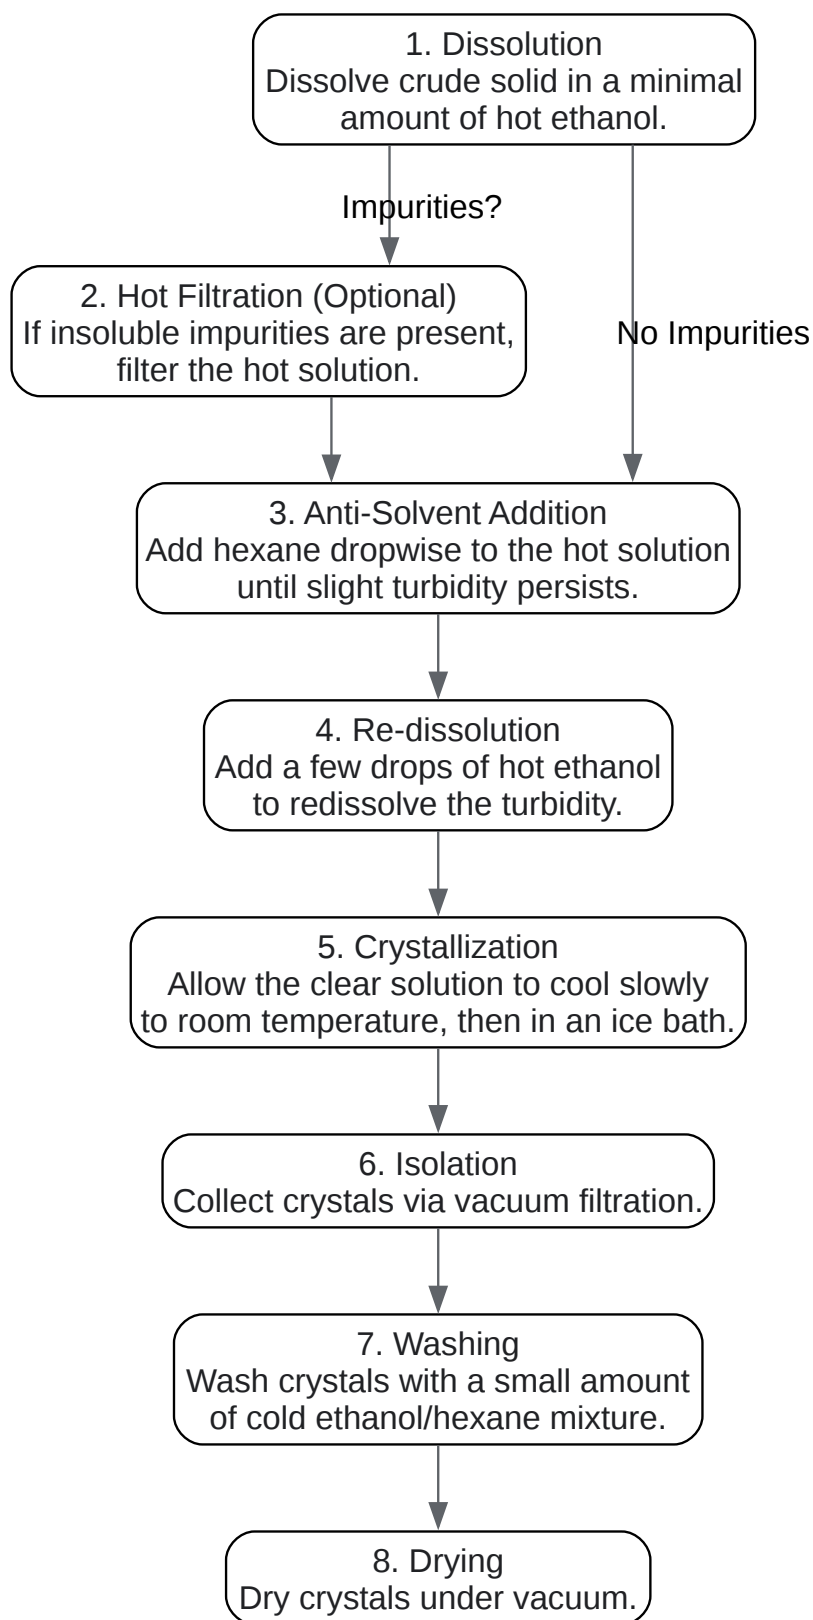 1. Dissolution
Dissolve crude solid in a minimal
amount of hot ethanol.
Impurities?
2. Hot Filtration (Optional)
If insoluble impurities are present,
filter the hot solution.
No Impurities
3. Anti-Solvent Addition
Add hexane dropwise to the hot solution
until slight turbidity persists.
4. Re-dissolution
Add a few drops of hot ethanol
to redissolve the turbidity.
5. Crystallization
Allow the clear solution to cool slowly
to room temperature, then in an ice bath.
6. Isolation
Collect crystals via vacuum filtration.
7. Washing
Wash crystals with a small amount
of cold ethanol/hexane mixture.
8. Drying
Dry crystals under vacuum.